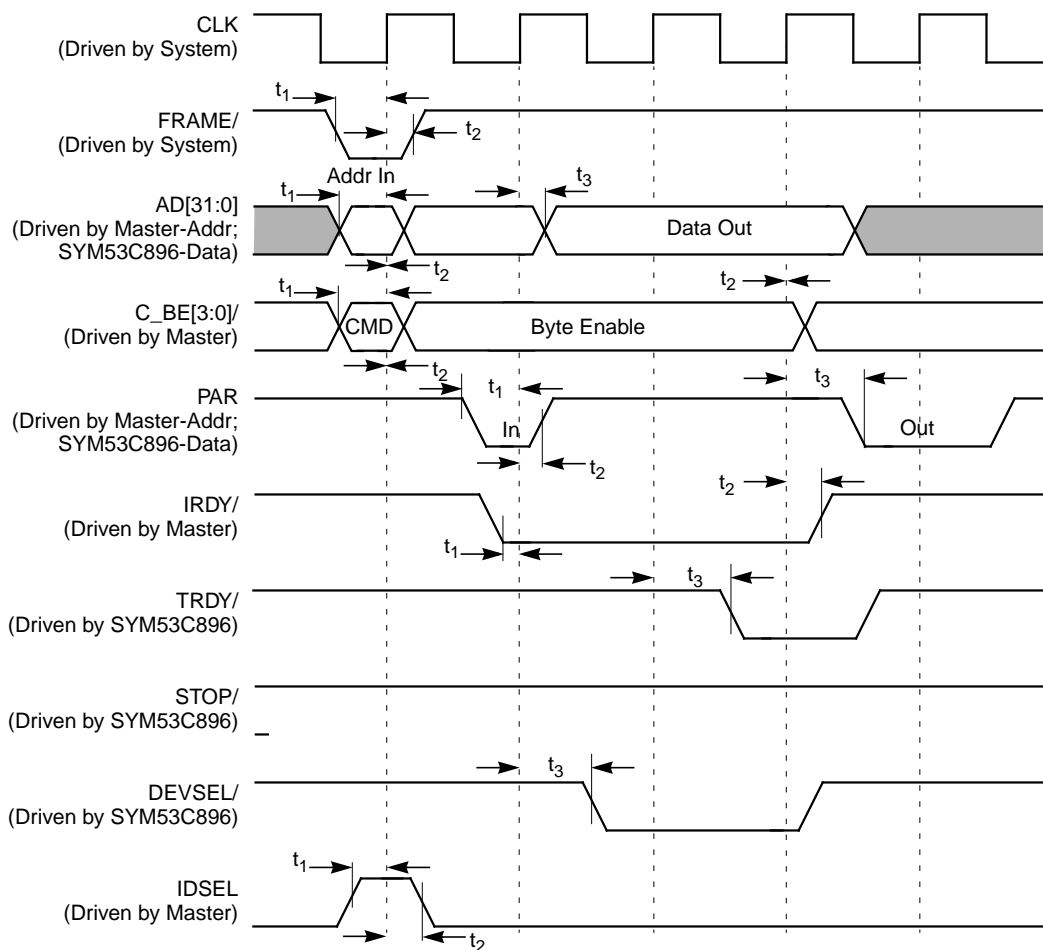 CLK
(Driven by System)
t1
FRAME/
(Driven by System)
t2
Addr In
t1
t3
AD[31:0]
(Driven by Master-Addr;
SYM53C896-Data)
Data Out
t2
t1
t2
C_BE[3:0]/
(Driven by Master)
CMD
Byte Enable
t2
t1
t3
PAR
(Driven by Master-Addr;
SYM53C896-Data)
In
Out
t2
t2
IRDY/
(Driven by Master)
t1
t3
TRDY/
(Driven by SYM53C896)
STOP/
(Driven by SYM53C896)
t3
DEVSEL/
(Driven by SYM53C896)
t1
IDSEL
(Driven by Master)
t2